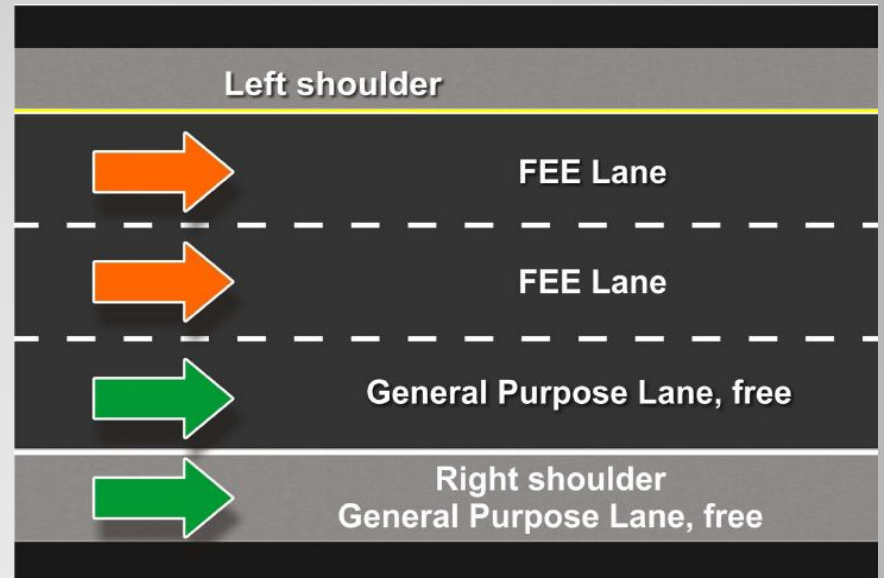 Left shoulder
FEE Lane
FEE Lane
General Purpose Lane, free
Right shoulder
General Purpose Lane, free